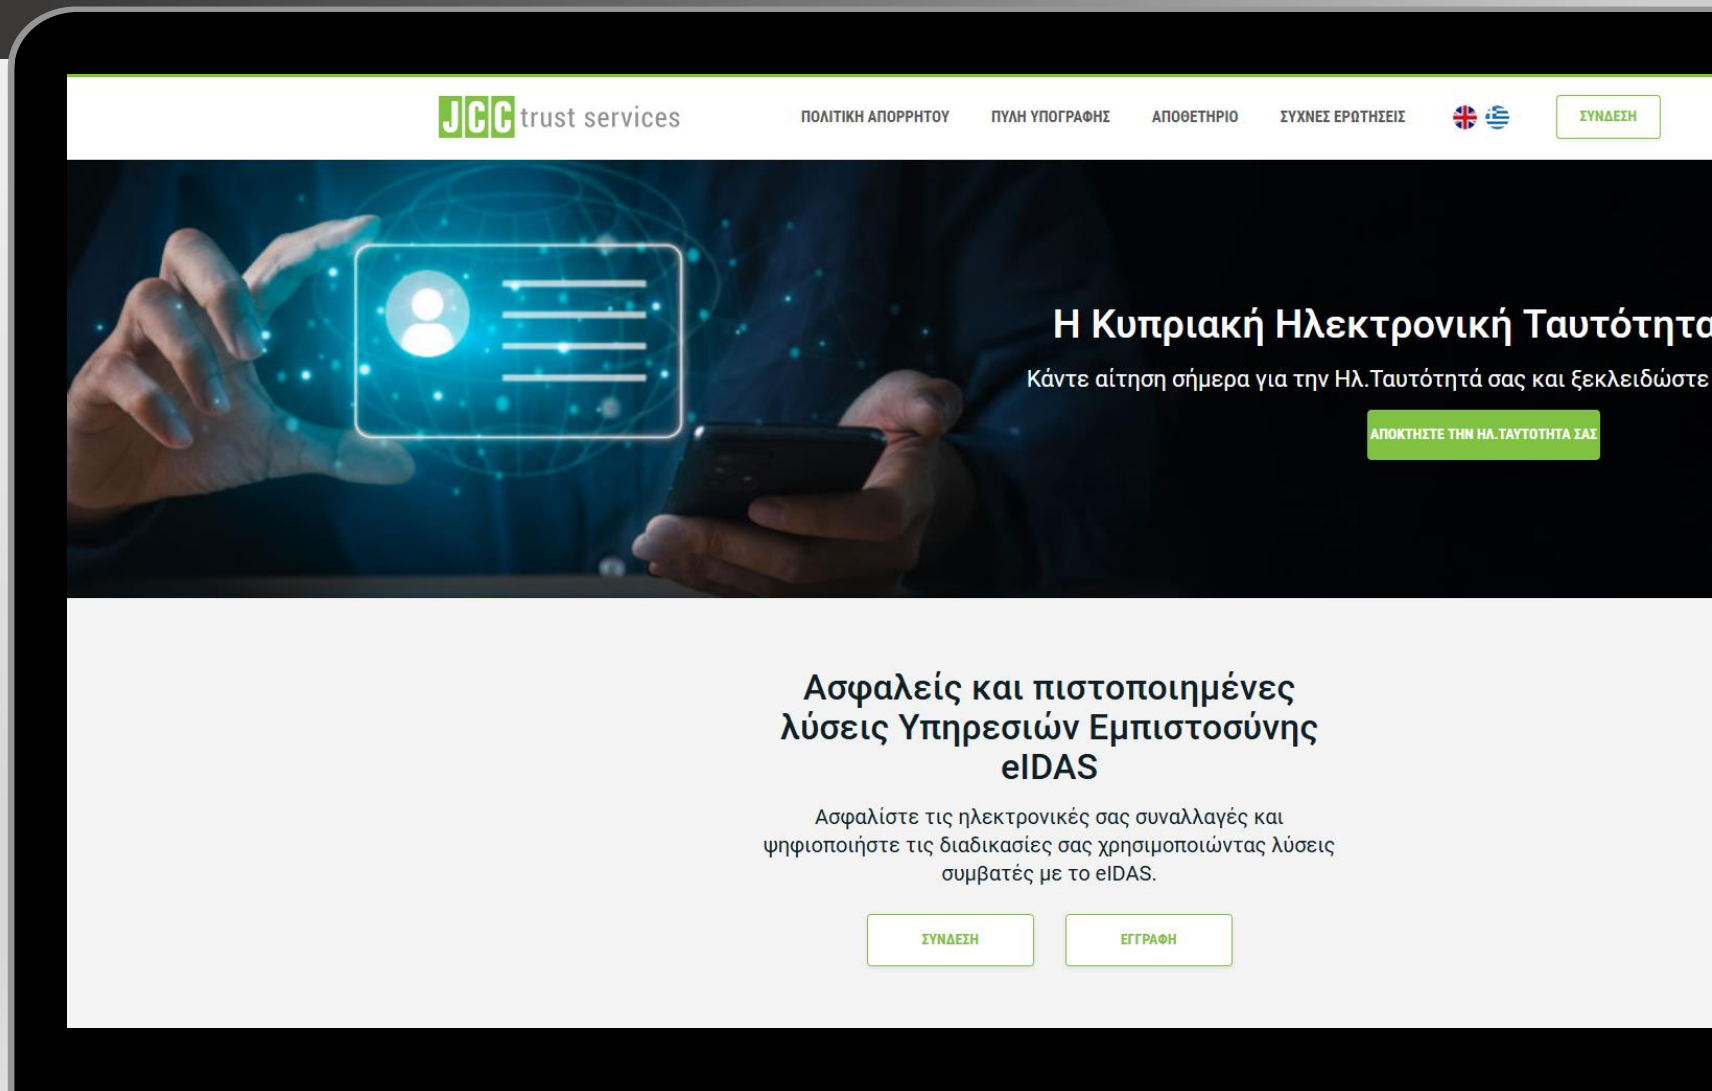 JCC trust services
ΠΟΛΙΤΙΚΗ ΑΠΟΡΡΗΤΟΥ ΠΥΛΗ ΥΠΟΓΡΑΦΗΣ ΑΠΟΘΕΤΗΡΙΟ ΣΥΧΝΕΣ ΕΡΩΤΗΣΕΙΣ ΣΥΝΔΕΣΗ
Η Κυπριακή Ηλεκτρονική Ταυτότητα
Κάντε αίτηση σήμερα για την Ηλ.Ταυτότητά σας και ξεκλειδώστε
ΑΠΟΚΤΗΣΤΕ ΤΗΝ ΗΛ.ΤΑΥΤΟΤΗΤΑ ΣΑΣ
Ασφαλείς και πιστοποιημένες
λύσεις Υπηρεσιών Εμπιστοσύνης
eIDAS
Ασφαλίστε τις ηλεκτρονικές σας συναλλαγές και
ψηφιοποιήστε τις διαδικασίες σας χρησιμοποιώντας λύσεις
συμβατές με το eIDAS.
ΣΥΝΔΕΣΗ ΕΓΓΡΑΦΗ